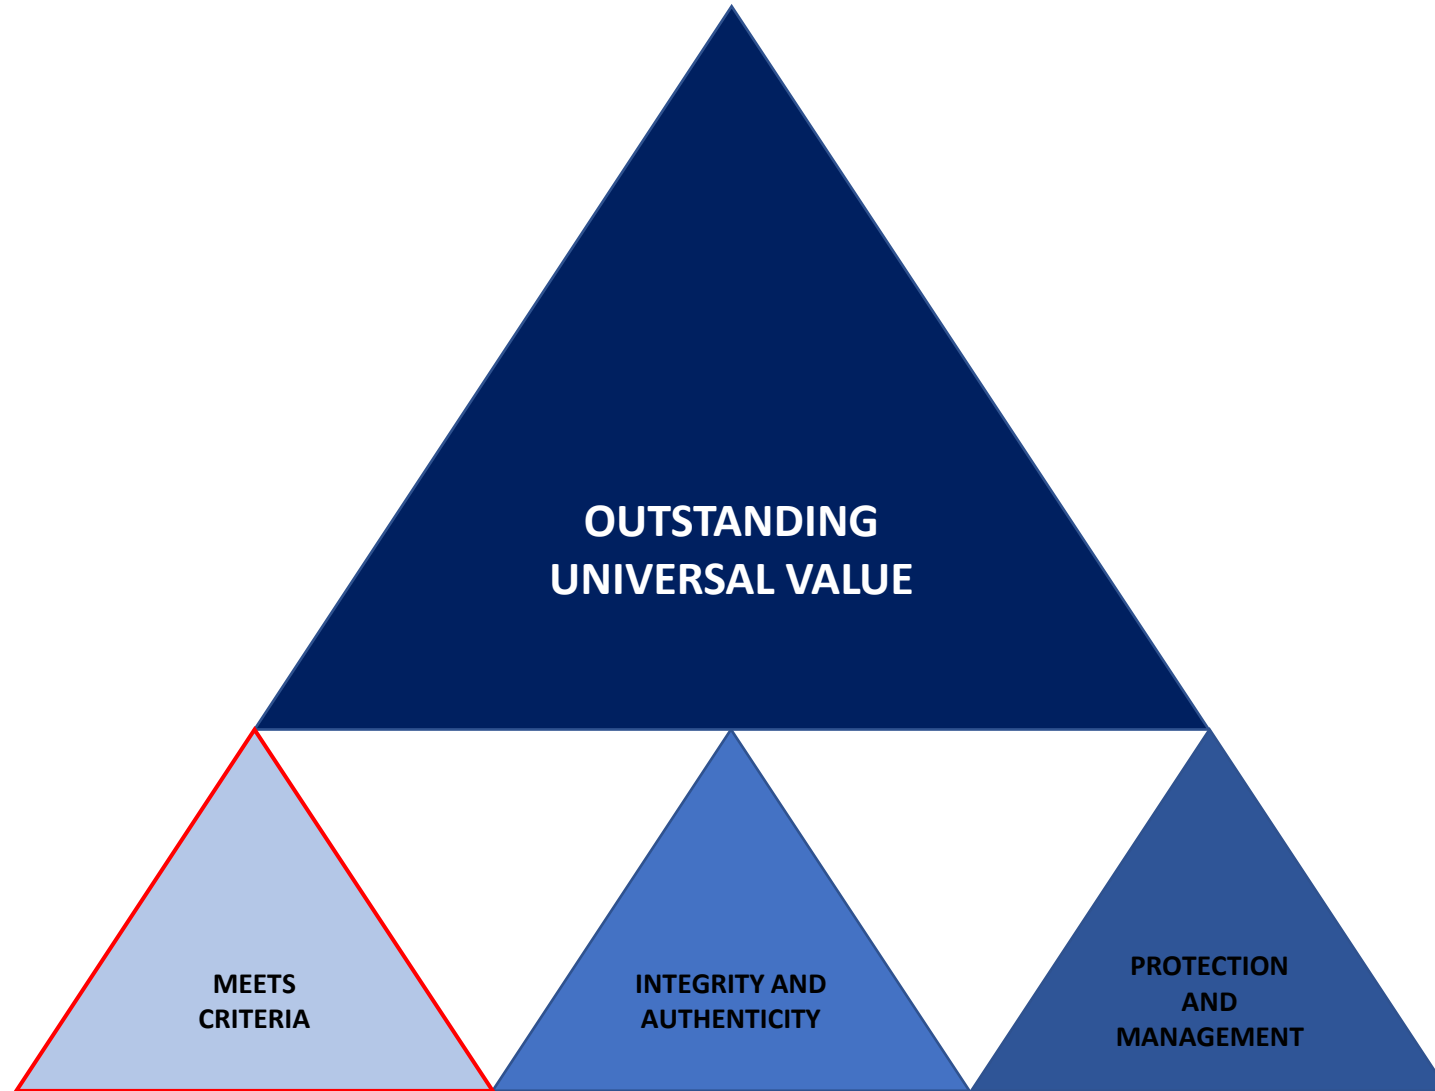 OUTSTANDING
UNIVERSAL VALUE
MEETS
CRITERIA
INTEGRITY AND
AUTHENTICITY
PROTECTION
AND
MANAGEMENT